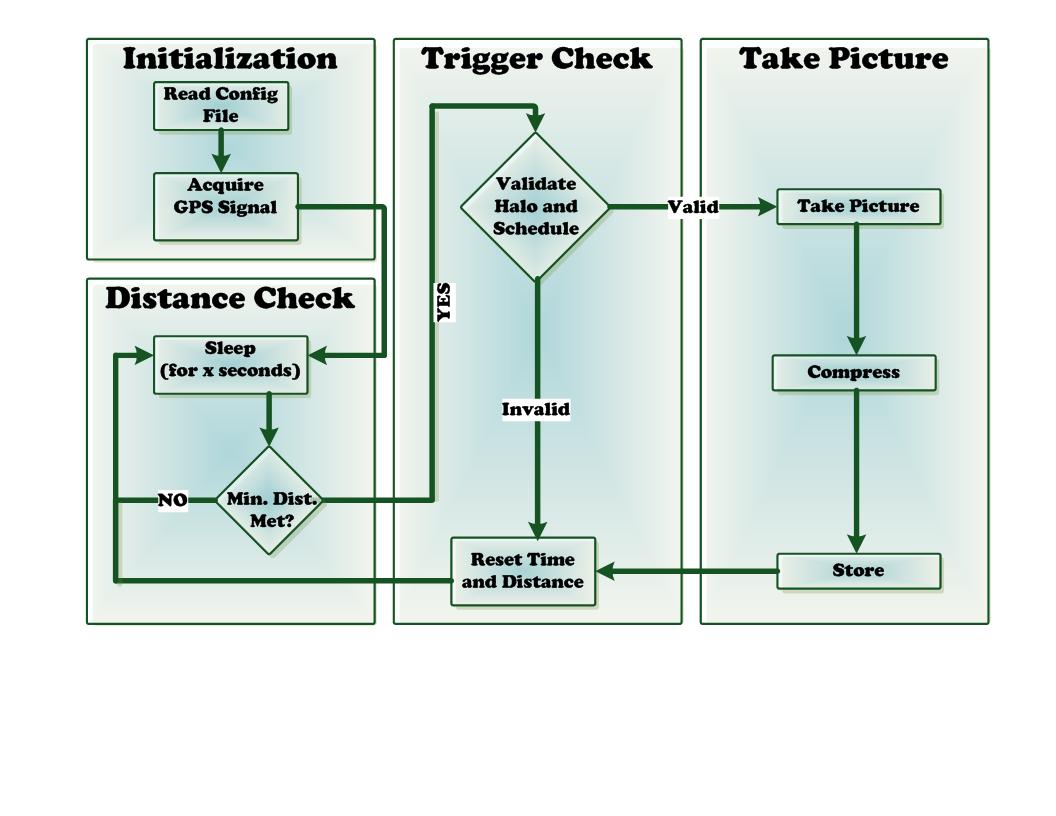 Initialization
Read Config
File
Acquire
GPS Signal
Distance Check
Sleep
(for x seconds)
NO
Min. Dist.
Met?
YES
Trigger Check
Validate
Halo and
Schedule
Valid
Invalid
Reset Time
and Distance
Take Picture
Take Picture
Compress
Store